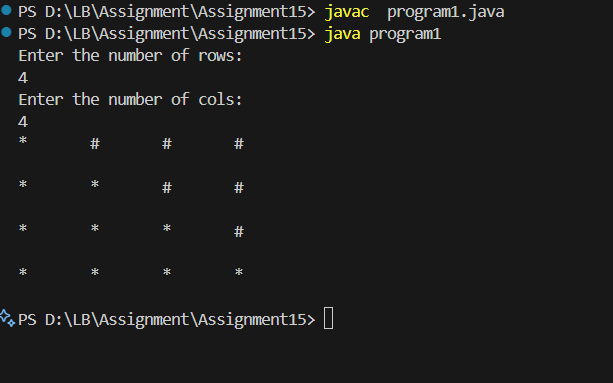 PS D:\LB\Assignment\Assignment15> javac  program1.java
PS D:\LB\Assignment\Assignment15> java program1
Enter the number of rows:
4
Enter the number of cols:
4
*       #       #       #
*       *       #       #
*       *       *       #
*       *       *       *
PS D:\LB\Assignment\Assignment15>